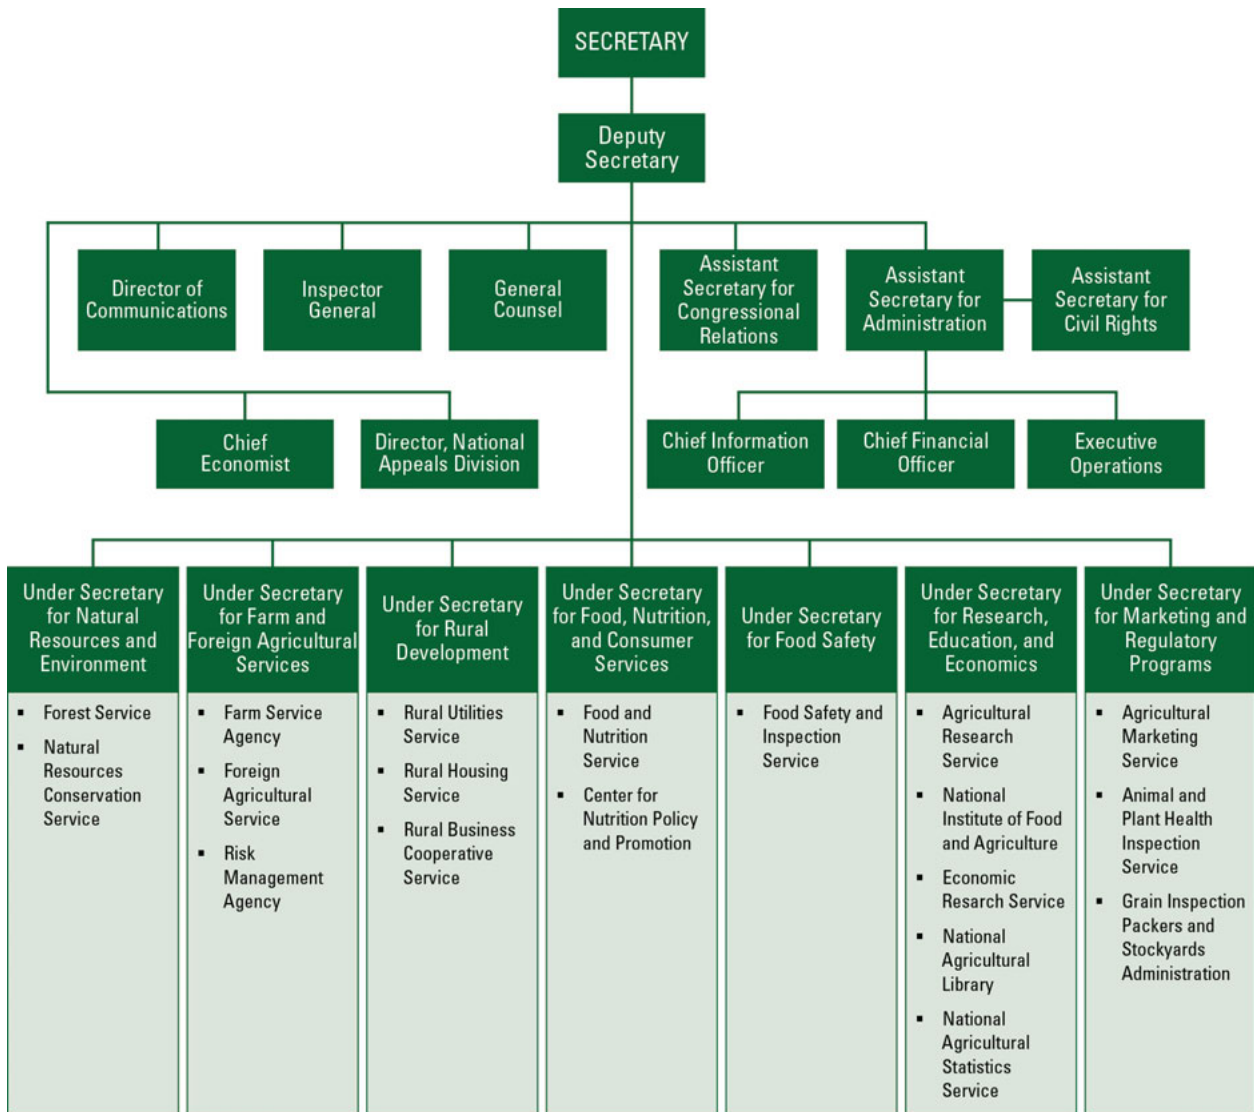 SECRETARY
Deputy
Secretary
Director of
Communications
Inspector
General
General
Counsel
Assistant
Secretary for
Congressional
Relations
Assistant
Secretary for
Administration
Assistant
Secretary for
Civil Rights
Chief
Economist
Director, National
Appeals Division
Chief Information
Officer
Chief Financial
Officer
Executive
Operations
Under Secretary
for Natural
Resources and
Environment
▪ Forest Service
▪ Natural
Resources
Conservation
Service
Under Secretary
for Farm and
Foreign Agricultural
Services
▪ Farm Service
Agency
▪ Foreign
Agricultural
Service
▪ Risk
Management
Agency
Under Secretary
for Rural
Development
▪ Rural Utilities
Service
▪ Rural Housing
Service
▪ Rural Business
Cooperative
Service
Under Secretary
for Food, Nutrition,
and Consumer
Services
▪ Food and
Nutrition
Service
▪ Center for
Nutrition Policy
and Promotion
Under Secretary
for Food Safety
▪ Food Safety and
Inspection
Service
Under Secretary
for Research,
Education, and
Economics
▪ Agricultural
Research
Service
▪ National
Institute of Food
and Agriculture
▪ Economic
Resarch Service
▪ National
Agricultural
Library
▪ National
Agricultural
Statistics
Service
Under Secretary
for Marketing and
Regulatory
Programs
▪ Agricultural
Marketing
Service
▪ Animal and
Plant Health
Inspection
Service
▪ Grain Inspection
Packers and
Stockyards
Administration